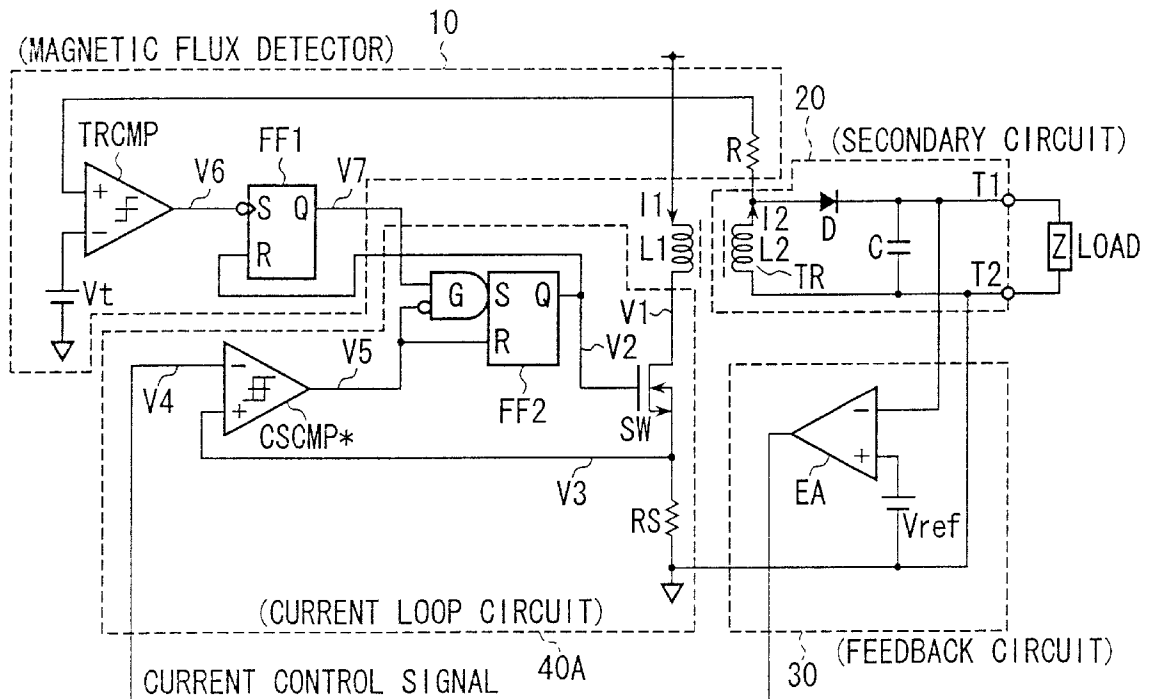 10
(MAGNETIC FLUX DETECTOR)
20
TRCMP
FF1
R
(SECONDARY CIRCUIT)
V6
V7
T1
+
S Q
I1
I2
D
−
R
L1
L2
C
Z LOAD
TR
T2
Vt
G
S Q
V1
V5
R
V2
V4
−
+
FF2
SW
CSCMP*
−
+
EA
V3
RS
Vref
(CURRENT LOOP CIRCUIT)
40A
30
(FEEDBACK CIRCUIT)
CURRENT CONTROL SIGNAL